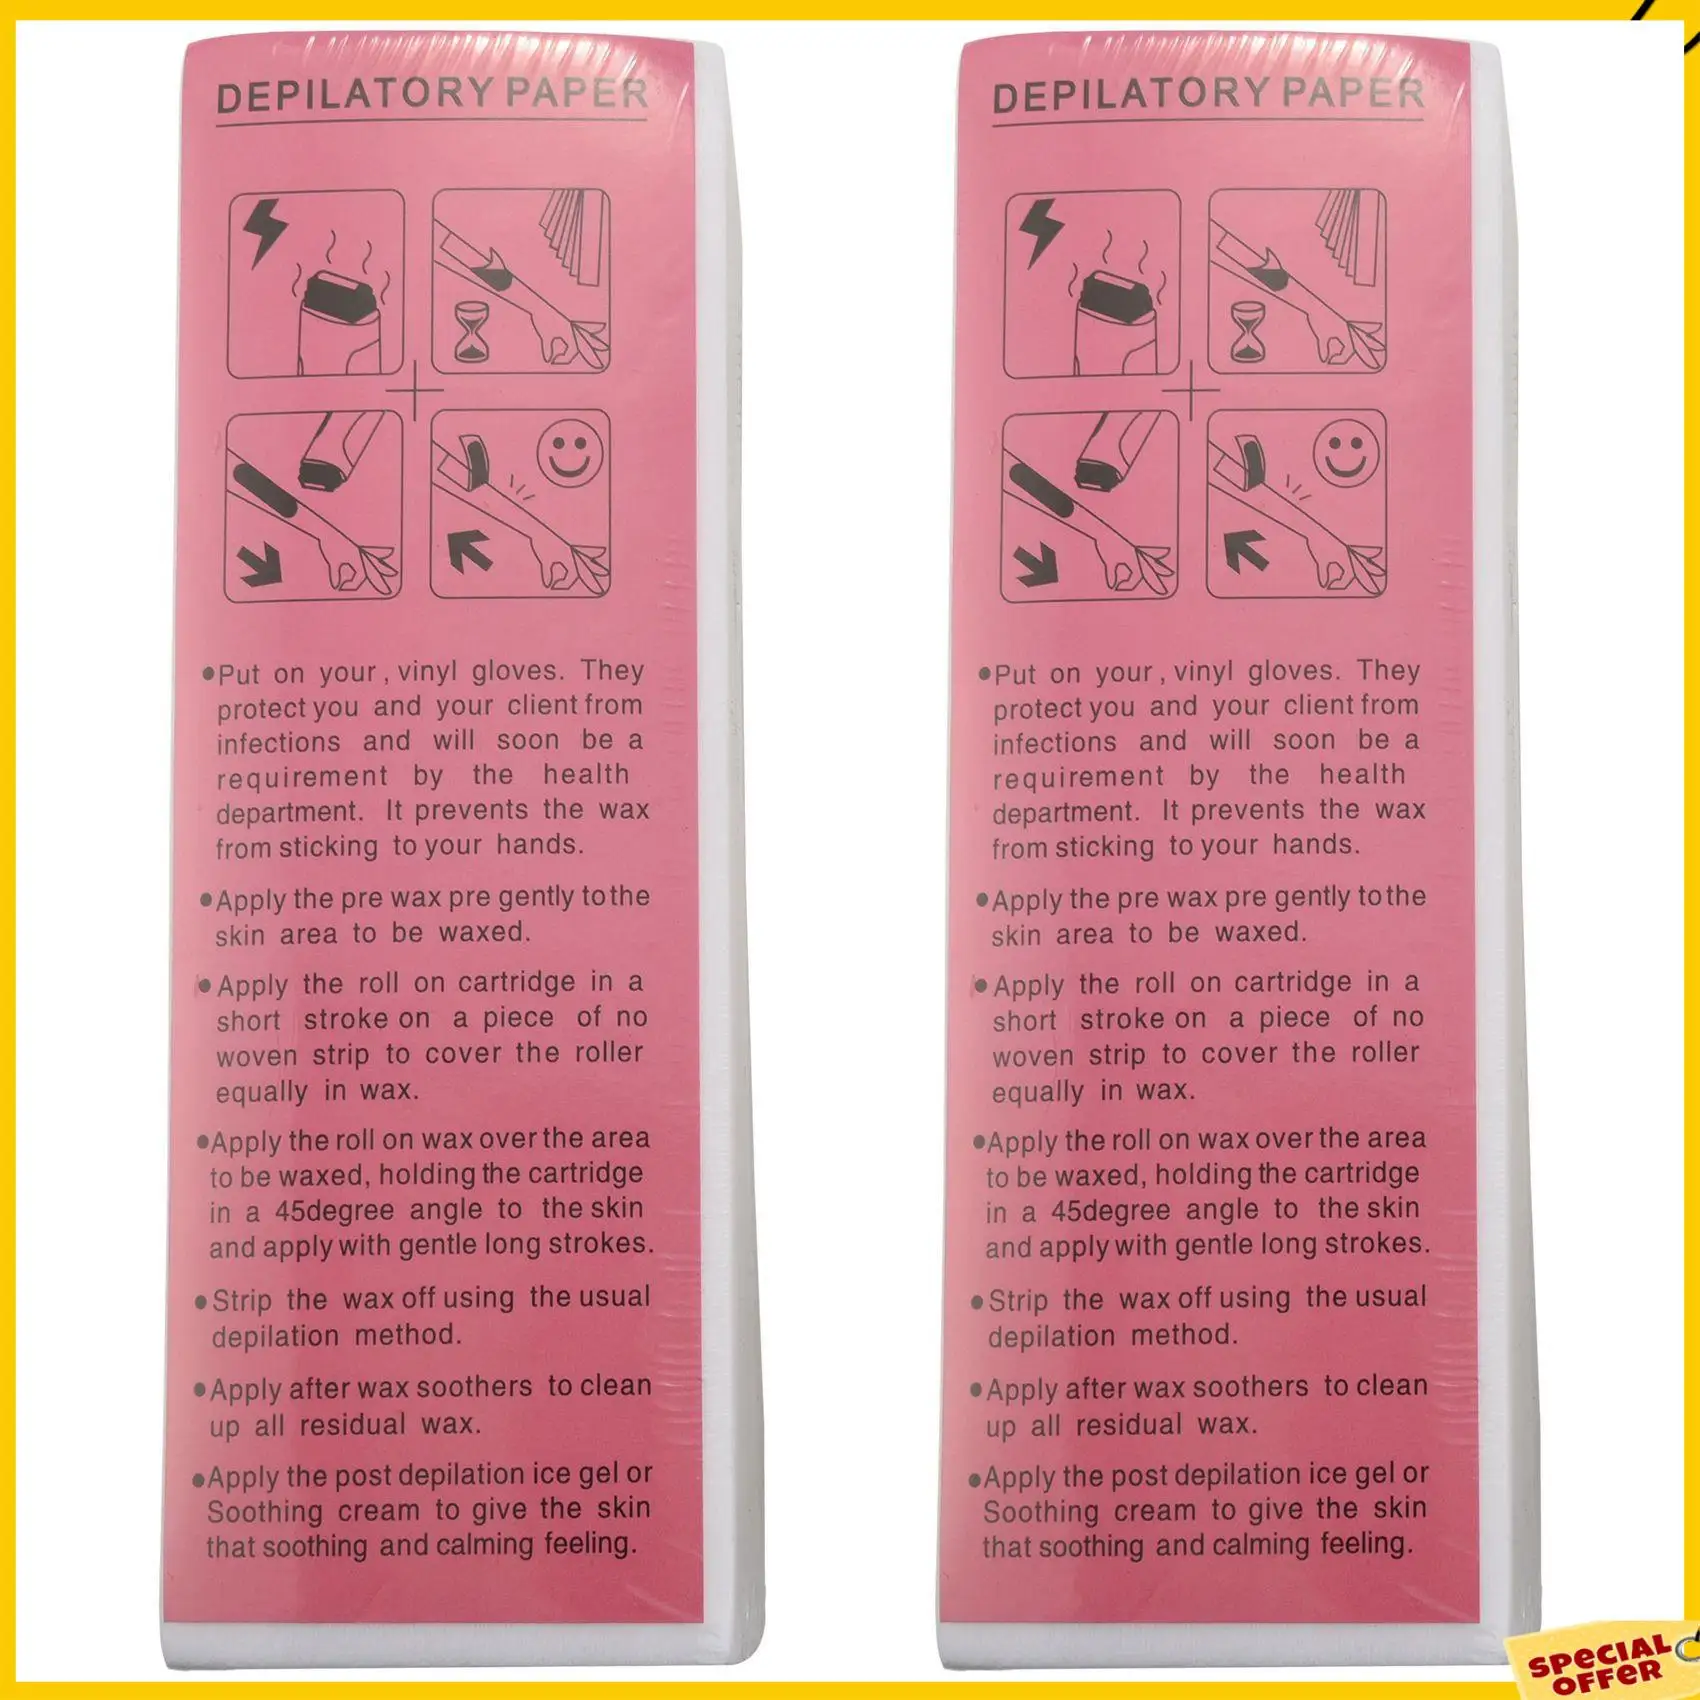 DEPILATORY PAPER
•Put on your, vinyl gloves. They
protect you and your client from
infections and will soon be a
requirement by the health
department. It prevents the wax
from sticking to your hands.
•Apply the pre wax pre gently to the
skin area to be waxed.
•Apply the roll on cartridge in a
short stroke on a piece of no
woven strip to cover the roller
equally in wax.
•Apply the roll on wax over the area
to be waxed, holding the cartridge
in a 45degree angle to the skin
and apply with gentle long strokes.
•Strip the wax off using the usual
depilation method.
•Apply after wax soothers to clean
up all residual wax.
•Apply the post depilation ice gel or
Soothing cream to give the skin
that soothing and calming feeling.
DEPILATORY PAPER
•Put on your, vinyl gloves. They
protect you and your client from
infections and will soon be a
requirement by the health
department. It prevents the wax
from sticking to your hands.
•Apply the pre wax pre gently to the
skin area to be waxed.
•Apply the roll on cartridge in a
short stroke on a piece of no
woven strip to cover the roller
equally in wax.
•Apply the roll on wax over the area
to be waxed, holding the cartridge
in a 45degree angle to the skin
and apply with gentle long strokes.
•Strip the wax off using the usual
depilation method.
•Apply after wax soothers to clean
up all residual wax.
•Apply the post depilation ice gel or
Soothing cream to give the skin
that soothing and calming feeling.
SPeCIAL
OFFeR